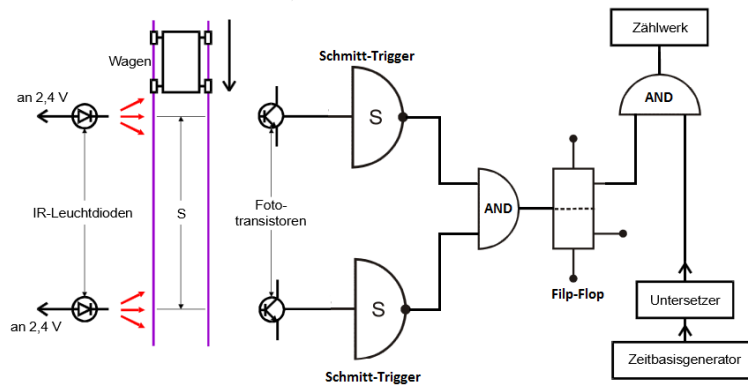 Zählwerk
Schmitt-Trigger
Wagen
an 2,4 V
S
AND
IR-Leuchtdioden
S
Foto-
transistoren
AND
Filp-Flop
an 2,4 V
S
Schmitt-Trigger
Untersetzer
Zeitbasisgenerator